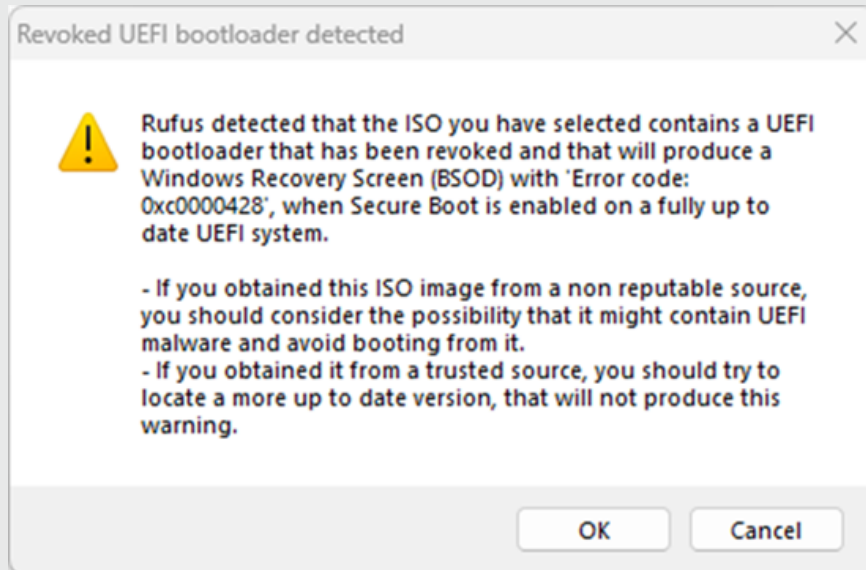 Revoked UEFI bootloader detected
Rufus detected that the ISO you have selected contains a UEFI
bootloader that has been revoked and that will produce a
Windows Recovery Screen (BSOD) with 'Error code:
0xc0000428', when Secure Boot is enabled on a fully up to
date UEFI system.
- If you obtained this ISO image from a non reputable source,
you should consider the possibility that it might contain UEFI
malware and avoid booting from it.
- If you obtained it from a trusted source, you should try to
locate a more up to date version, that will not produce this
warning.
OK
Cancel